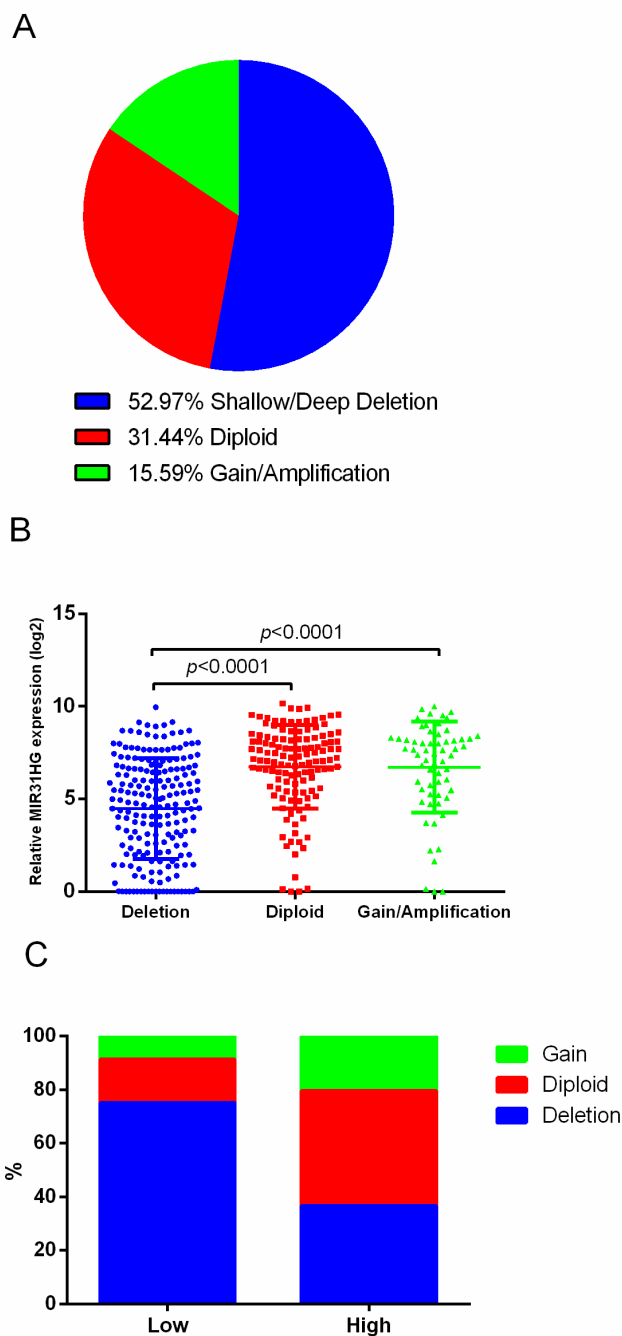 A
52.97% Shallow/Deep Deletion
31.44% Diploid
15.59% Gain/Amplification
B
Relative MIR31HG expression (log2)
15
10
5
0
p<0.0001
p<0.0001
Deletion
Diploid
Gain/Amplification
C
%
100
80
60
40
20
0
Low
High
Gain
Diploid
Deletion